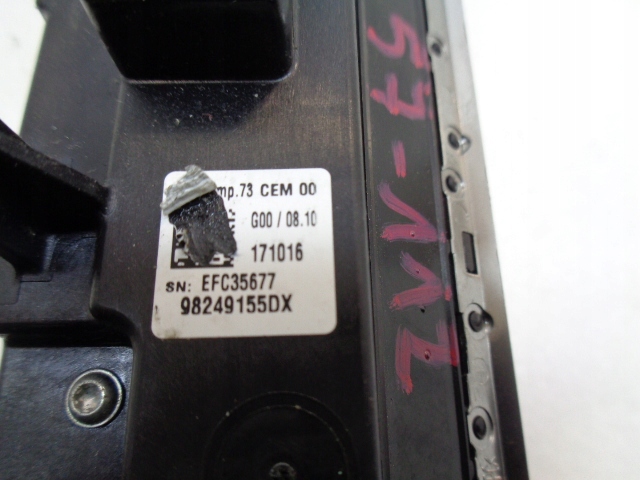 mp.73 CEM 00
G00 / 08.10
171016
SN: EFC35677
98249155DX